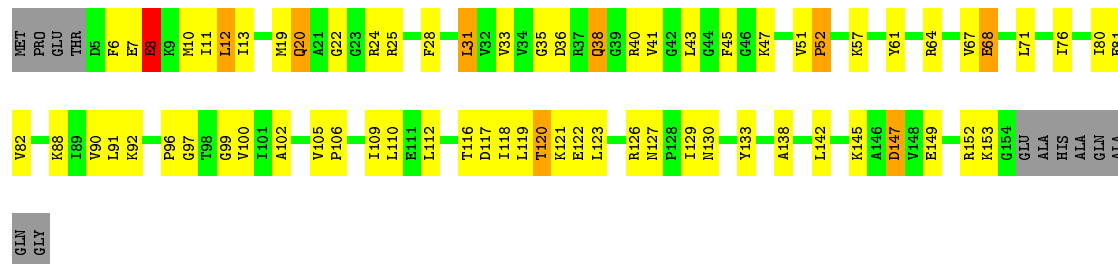 MET PRO GLU THR D5 F6 E7 E8 K9 M10 I11 L12 I13 M19 Q20 A21 G22 G23 R24 R25 F28 L31 V32 V33 V34 G35 D36 R37 Q38 G39 R40 V41 G42 L43 G44 F45 G46 K47 V51 P52 K57 Y61 R64 V67 E68 L71 I76 I80
V82 K88 I89 V90 L91 K92 P96 G97 T98 G99 V100 I101 A102 V105 P106 I109 L110 E111 L112 T116 D117 I118 L119 T120 K121 E122 L123 R126 N127 P128 I129 N130 Y133 A138 L142 K145 A146 D147 V148 E149 R152 K153 G154 GLU ALA HIS ALA GLN ALA
GLN GLY